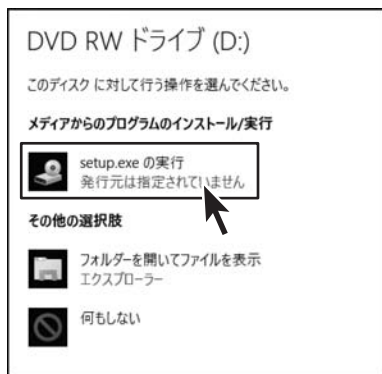 DVD RW ドライブ (D:)
このディスク に対して行う操作を選んでください。
メディアからのプログラムのインストール/実行
setup.exe の実行
発行元は指定されていません
その他の選択肢
フォルダーを開いてファイルを表示
エクスプローラー
何もしない